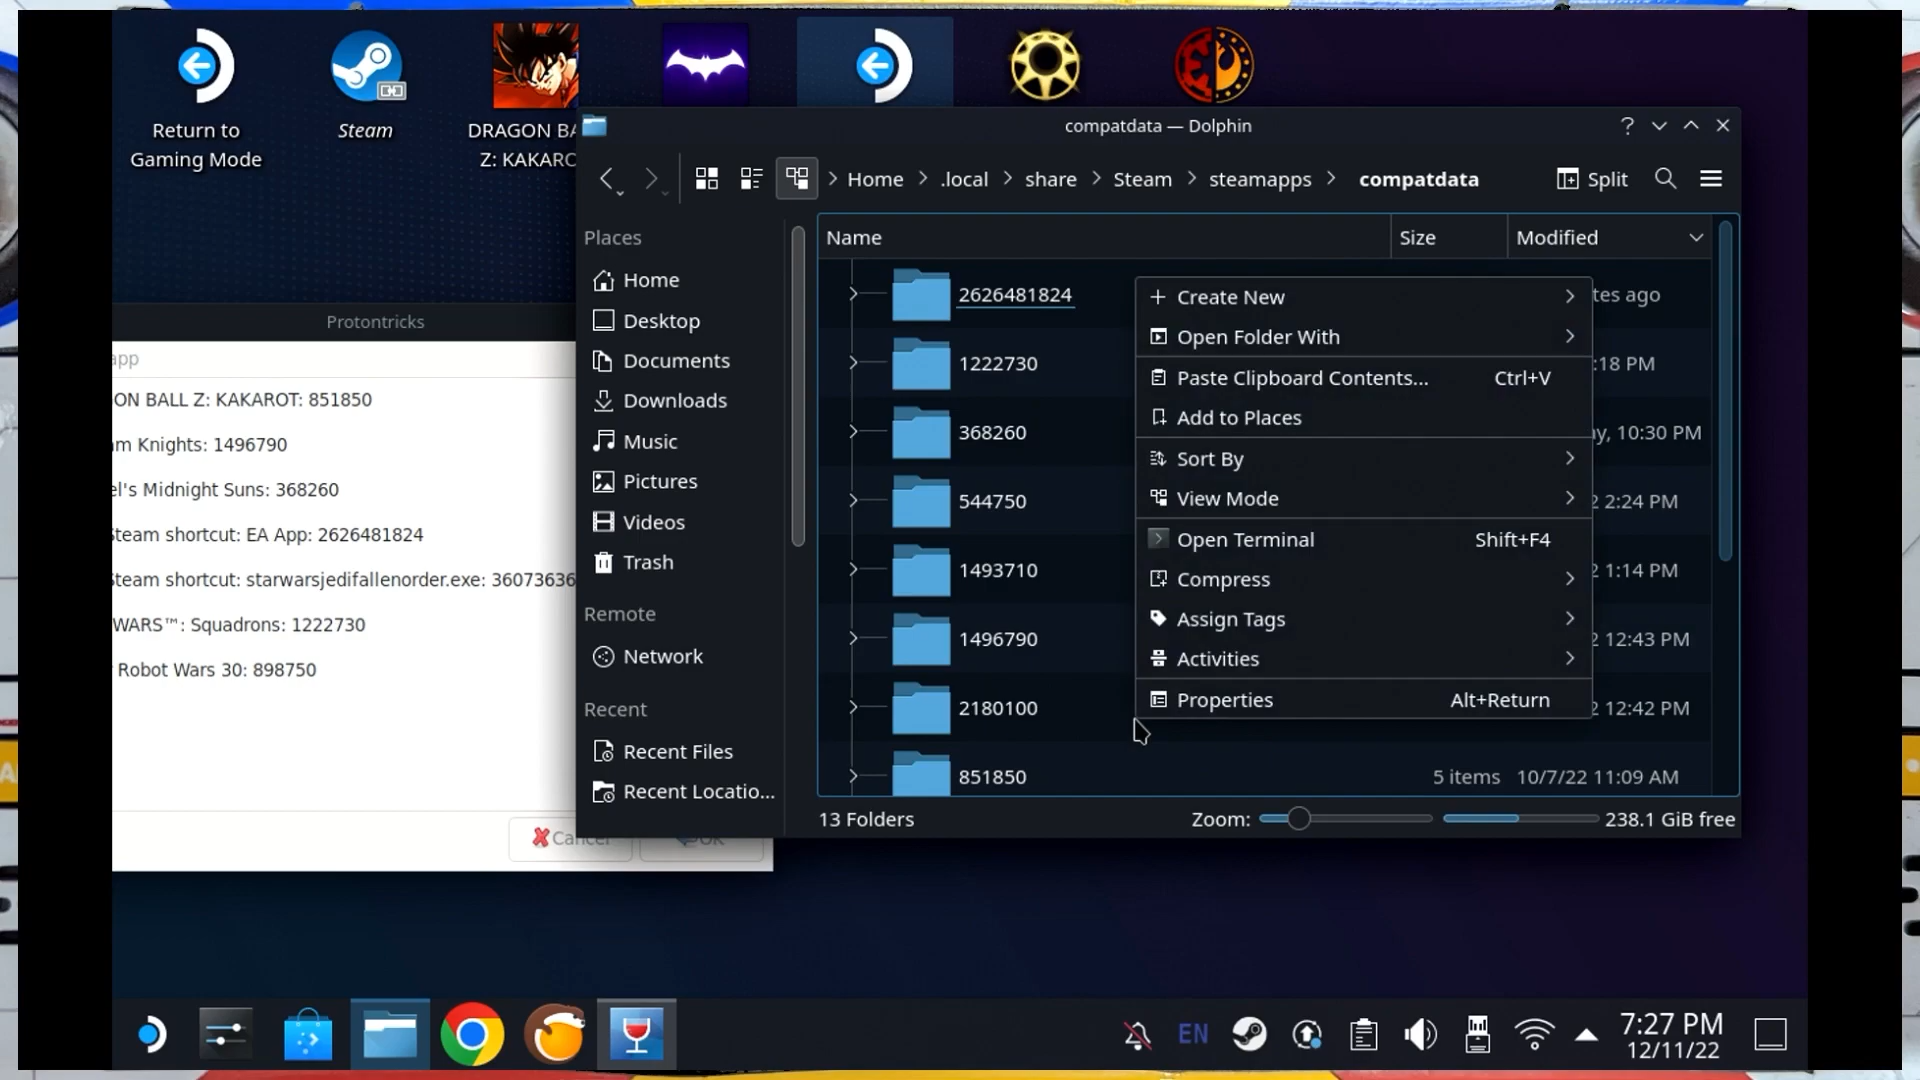 Return to
Gaming Mode
Steam
DRAGON BA
Z: KAKARO
compatdata — Dolphin
Home
.local
share
Steam
steamapps
compatdata
Split
Places
Home
Desktop
Documents
Downloads
Music
Pictures
Videos
Trash
Remote
Network
Recent
Recent Files
Recent Locatio...
Name
Size
Modified
2626481824
tes ago
1222730
:18 PM
368260
y, 10:30 PM
544750
2 2:24 PM
1493710
2 1:14 PM
1496790
2 12:43 PM
2180100
2 12:42 PM
851850
5 items
10/7/22 11:09 AM
Create New
Open Folder With
Paste Clipboard Contents...
Ctrl+V
Add to Places
Sort By
View Mode
Open Terminal
Shift+F4
Compress
Assign Tags
Activities
Properties
Alt+Return
13 Folders
Zoom:
238.1 GiB free
Protontricks
app
ON BALL Z: KAKAROT: 851850
m Knights: 1496790
el's Midnight Suns: 368260
Steam shortcut: EA App: 2626481824
Steam shortcut: starwarsjedifallenorder.exe: 36073636
WARS™: Squadrons: 1222730
Robot Wars 30: 898750
Cancel
OK
EN
7:27 PM
12/11/22